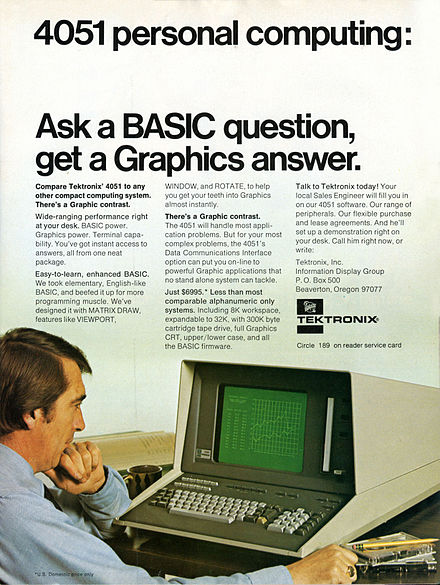 4051 personal computing:
Ask a BASIC question,
get a Graphics answer.
Compare Tektronix' 4051 to any
other compact computing system.
There's a Graphic contrast.
Wide-ranging performance right
at your desk. BASIC power.
Graphics power. Terminal capa-
bility. You've got instant access to
answers, all from one neat
package.
Easy-to-learn, enhanced BASIC.
We took elementary, English-like
BASIC, and beefed it up for more
programming muscle. We've
designed it with MATRIX DRAW,
features like VIEWPORT,
WINDOW, and ROTATE, to help
you get your teeth into Graphics
almost instantly.
There's a Graphic contrast.
The 4051 will handle most appli-
cation problems. But for your most
complex problems, the 4051's
Data Communications Interface
option can put you on-line to
powerful Graphic applications that
no stand alone system can tackle.
Just $6995.* Less than most
comparable alphanumeric only
systems. Including 8K workspace,
expandable to 32K, with 300K byte
cartridge tape drive, full Graphics
CRT, upper/lower case, and all
the BASIC firmware.
Talk to Tektronix today! Your
local Sales Engineer will fill you in
on our 4051 software. Our range of
peripherals. Our flexible purchase
and lease agreements. And he'll
set up a demonstration right on
your desk. Call him right now, or
write:
Tektronix, Inc.
Information Display Group
P. O. Box 500
Beaverton, Oregon 97077
TEKTRONIX®
Circle 189 on reader service card
*U.S. Domestic price only